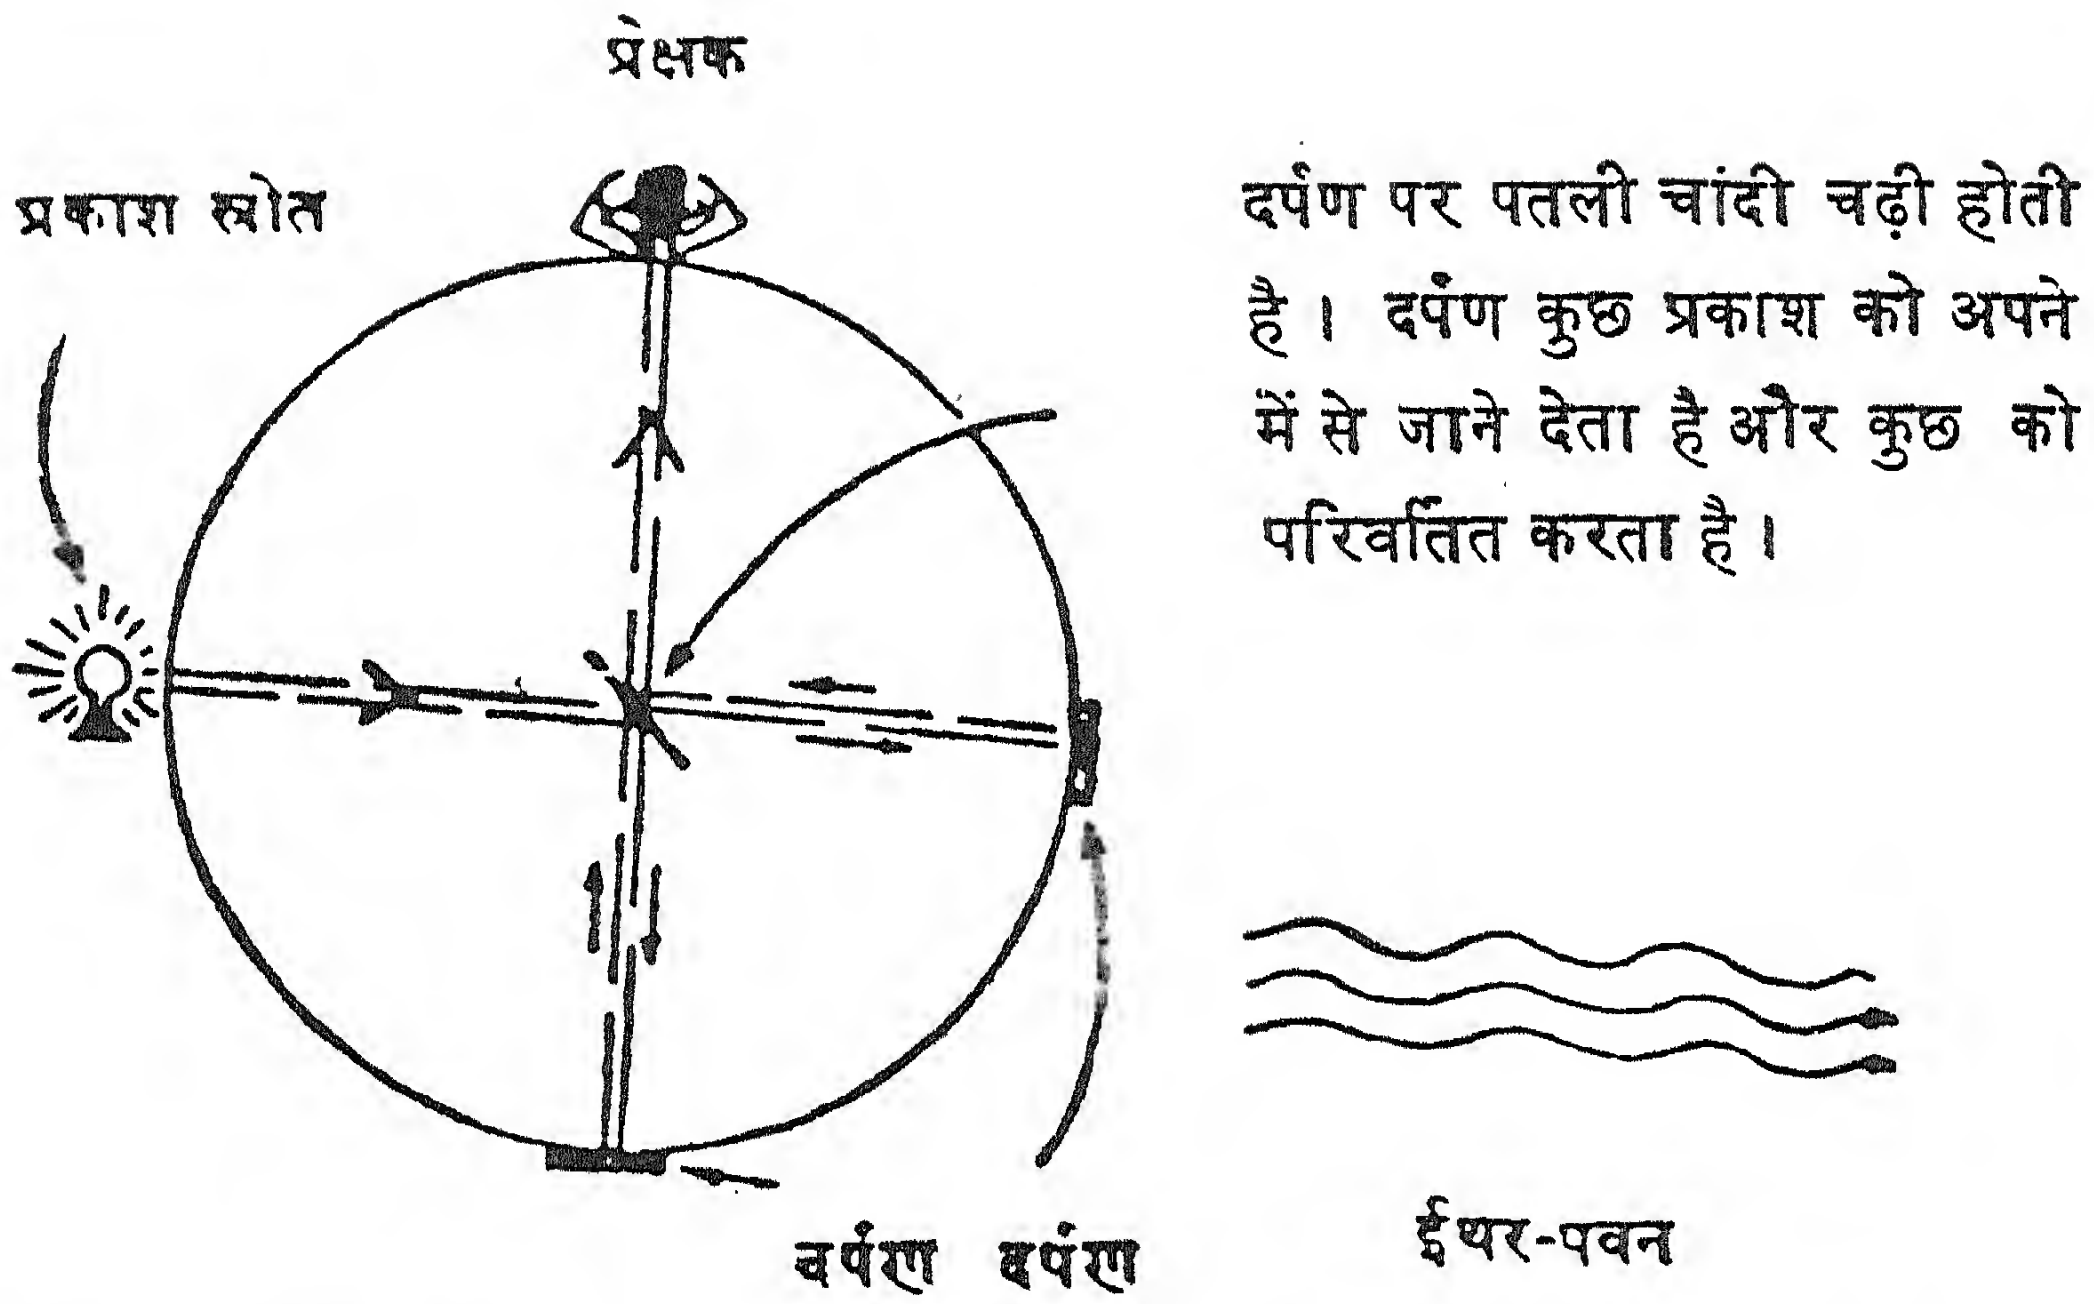 प्रेक्षक
प्रकाश स्त्रोत
दर्पण पर पतली चांदी चढ़ी होती
है। दर्पण कुछ प्रकाश को अपने
में से जाने देता है और कुछ को
परिवर्तित करता है।
दर्पण दर्पण
ईथर-पवन